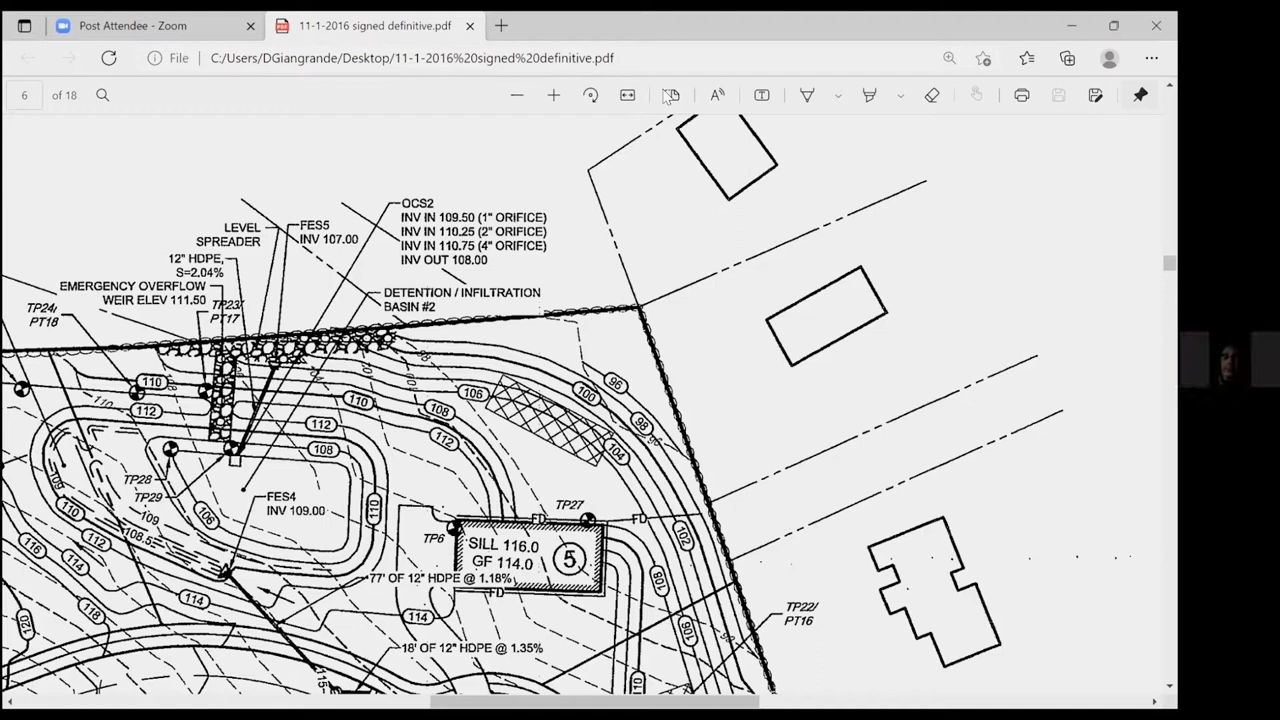 Post Attendee - Zoom
11-1-2016 signed definitive.pdf
File
C:/Users/DGiangrande/Desktop/11-1-2016%20signed%20definitive.pdf
6 of 18
OCS2
INV IN 109.50 (1" ORIFICE)
INV IN 110.25 (2" ORIFICE)
INV IN 110.75 (4" ORIFICE)
INV OUT 108.00
LEVEL
SPREADER
FES5
INV 107.00
12" HDPE,
S=2.04%
EMERGENCY OVERFLOW
WEIR ELEV 111.50
DETENTION / INFILTRATION
BASIN #2
TP24/
PT18
TP23/
PT17
96
98
100
110
106
110
108
112
112
112
104
108
TP28
TP29
FES4
INV 109.00
106
110
110
109
108.5
112
116
114
TP27
FD
FD
TP6
SILL 116.0
GF 114.0
5
102
77' OF 12" HDPE @ 1.18%
FD
108
114
118
114
120
TP22/
PT16
106
18' OF 12" HDPE @ 1.35%
115
110